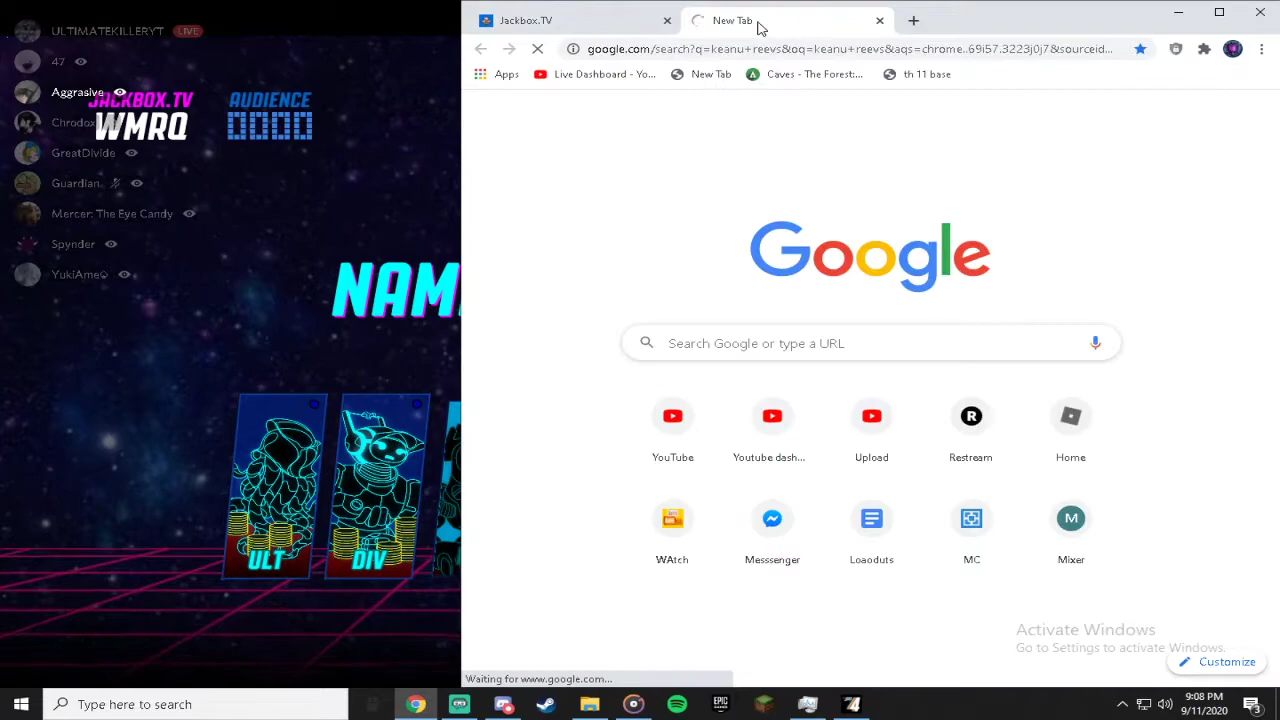 ULTIMATEKILLERYT LIVE
47
Aggrasive
Chrodox
GreatDivide
Guardian
Mercer: The Eye Candy
Spynder
YukiAme
JACKBOX.TV
WMRQ
AUDIENCE
NAM
ULT
DIV
Jackbox.TV
New Tab
google.com/search?q=keanu+reevs&oq=keanu+reevs&aqs=chrome..69i57.3223j0j7&sourceid...
Apps
Live Dashboard - Yo...
New Tab
Caves - The Forest:...
th 11 base
Google
Search Google or type a URL
YouTube
Youtube dash...
Upload
Restream
Home
WAtch
Messsenger
Loaoduts
MC
M
Mixer
Activate Windows
Go to Settings to activate Windows.
Customize
Waiting for www.google.com...
Type here to search
EPIC
9:08 PM
9/11/2020
3